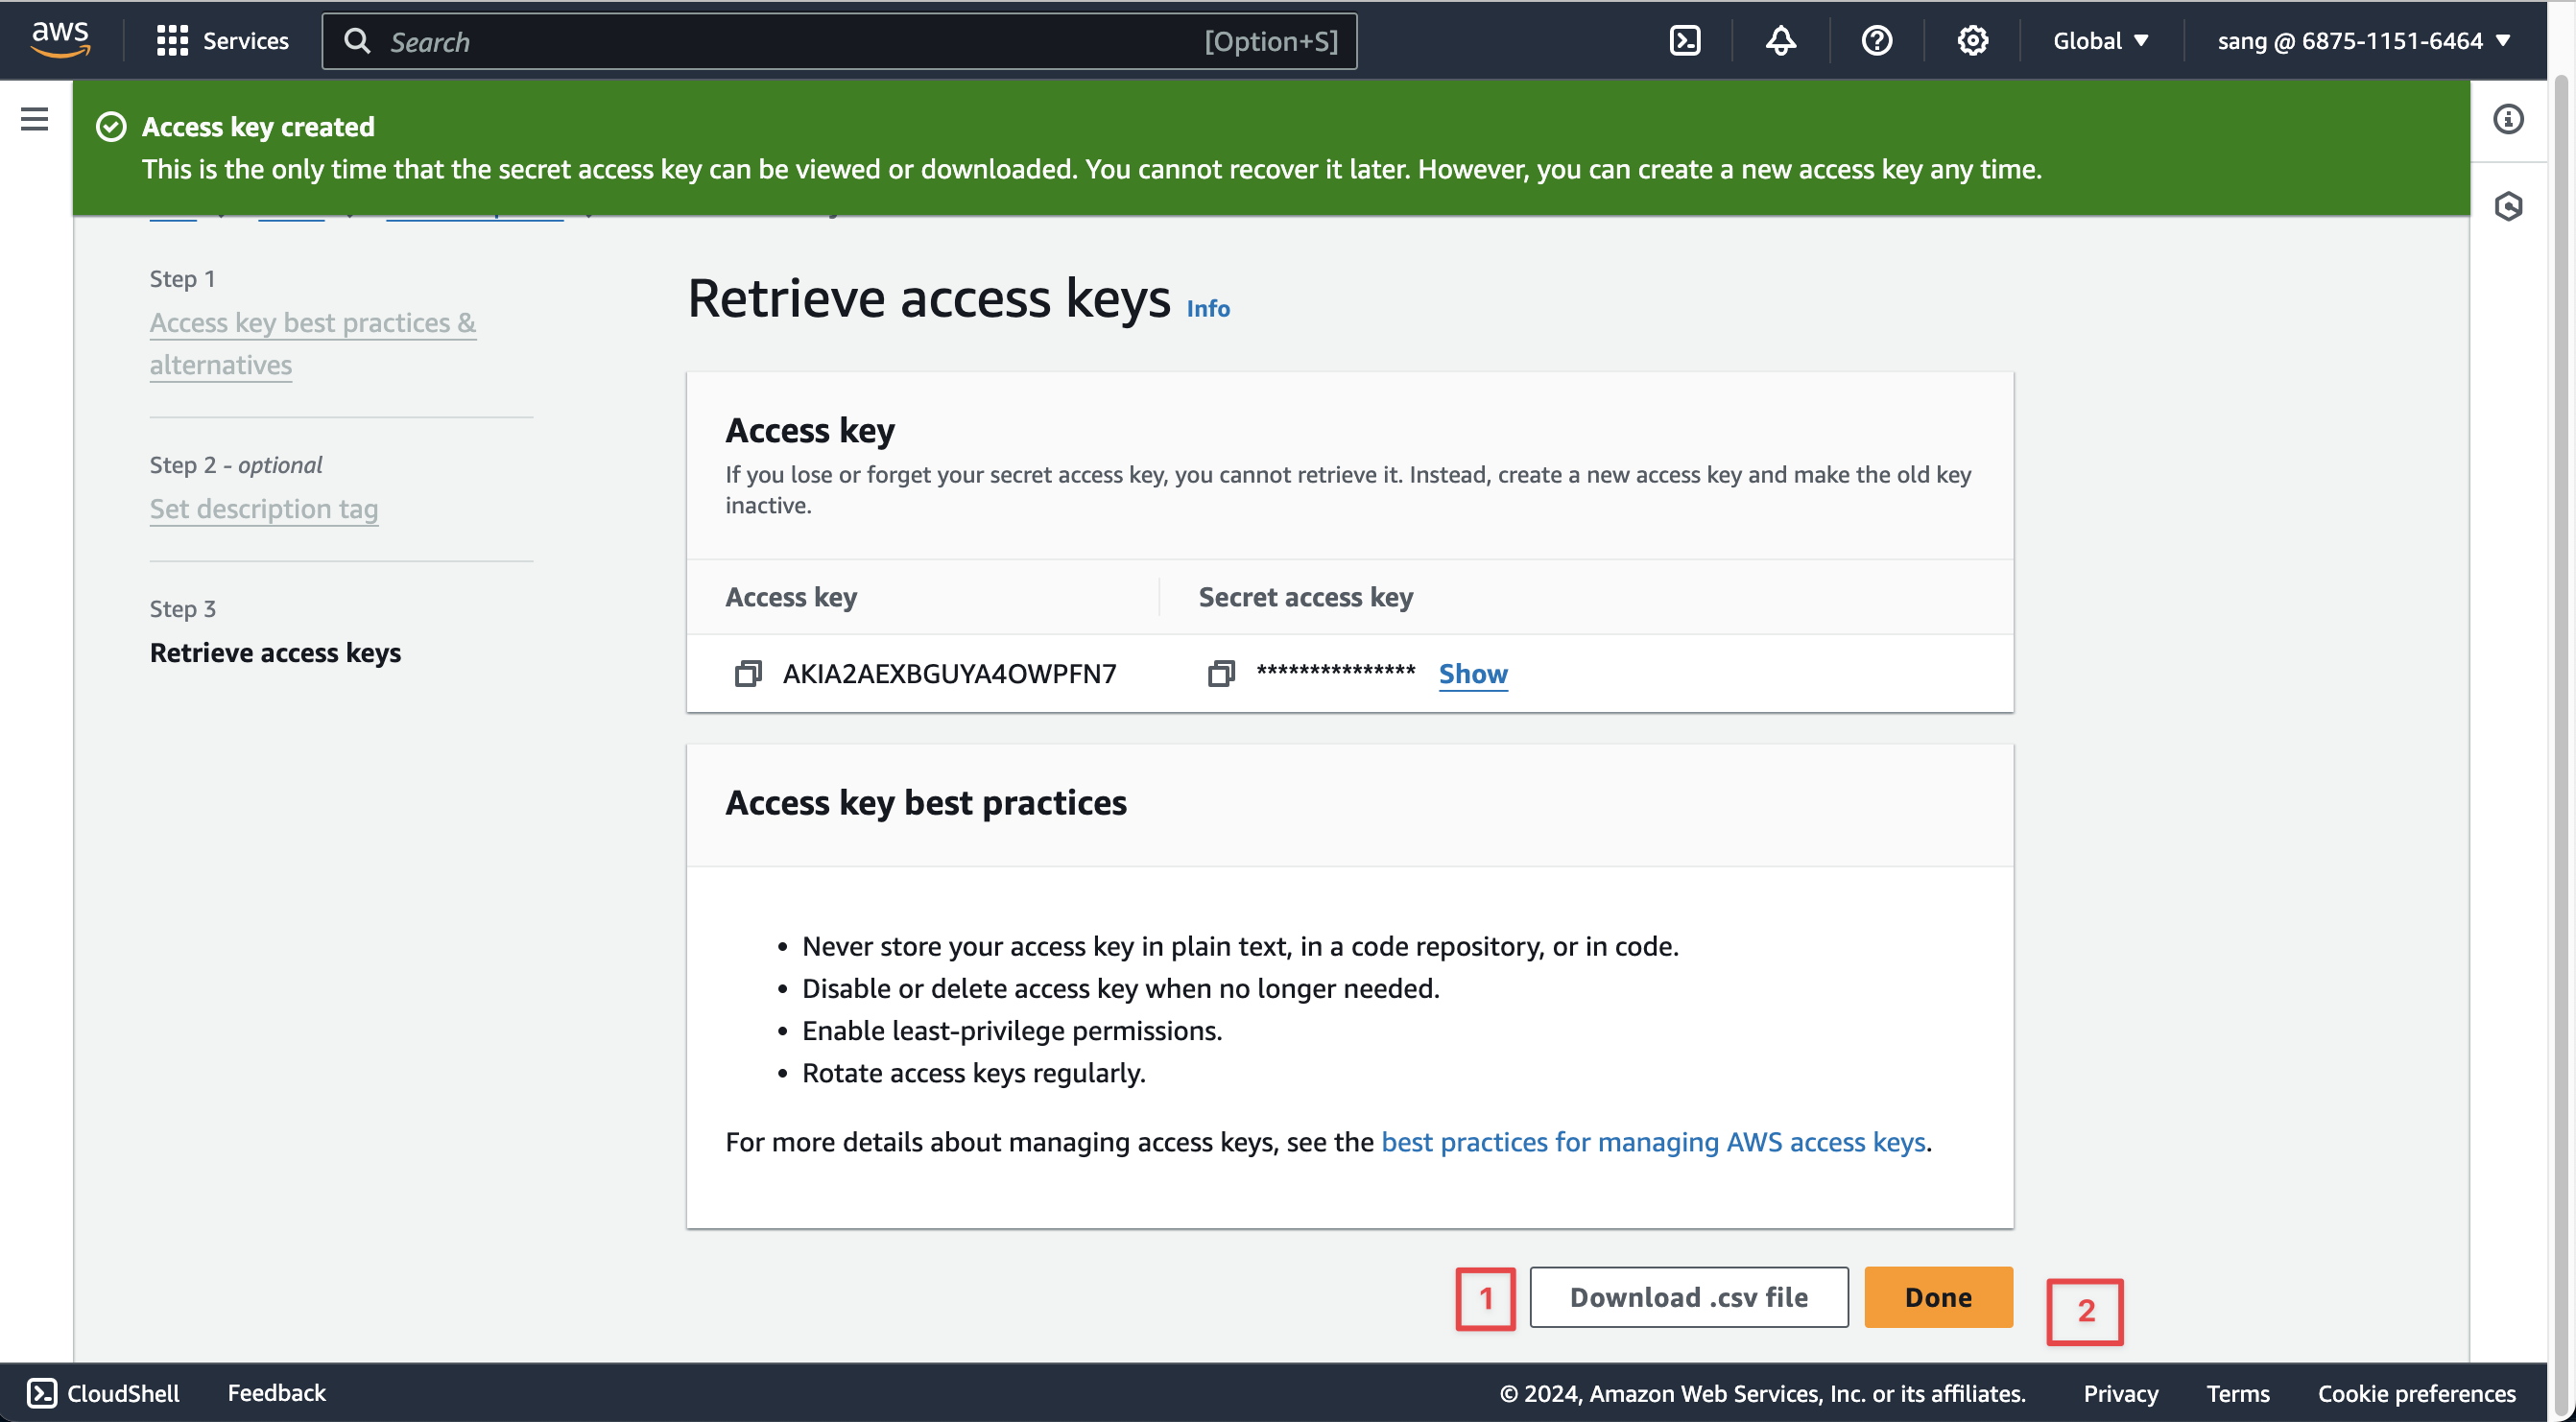 aws
Services
Search [Option+S]
Global
sang @ 6875-1151-6464
Access key created
This is the only time that the secret access key can be viewed or downloaded. You cannot recover it later. However, you can create a new access key any time.
Step 1
Access key best practices &
alternatives
Step 2 - optional
Set description tag
Step 3
Retrieve access keys
Retrieve access keys Info
Access key
If you lose or forget your secret access key, you cannot retrieve it. Instead, create a new access key and make the old key
inactive.
Access key
Secret access key
AKIA2AEXBGUYA4OWPFN7
*************** Show
Access key best practices
• Never store your access key in plain text, in a code repository, or in code.
• Disable or delete access key when no longer needed.
• Enable least-privilege permissions.
• Rotate access keys regularly.
For more details about managing access keys, see the best practices for managing AWS access keys.
1
Download .csv file
Done
2
CloudShell
Feedback
© 2024, Amazon Web Services, Inc. or its affiliates.
Privacy
Terms
Cookie preferences